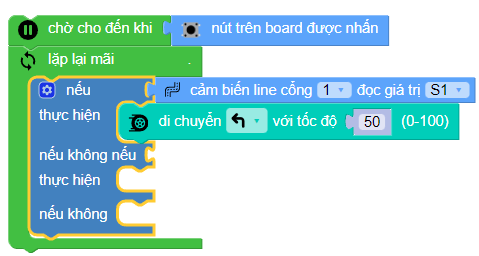 chờ cho đến khi nút trên board được nhấn
lặp lại mãi
nếu cảm biến line cổng 1 đọc giá trị S1
thực hiện di chuyển với tốc độ 50 (0-100)
nếu không nếu
thực hiện
nếu không